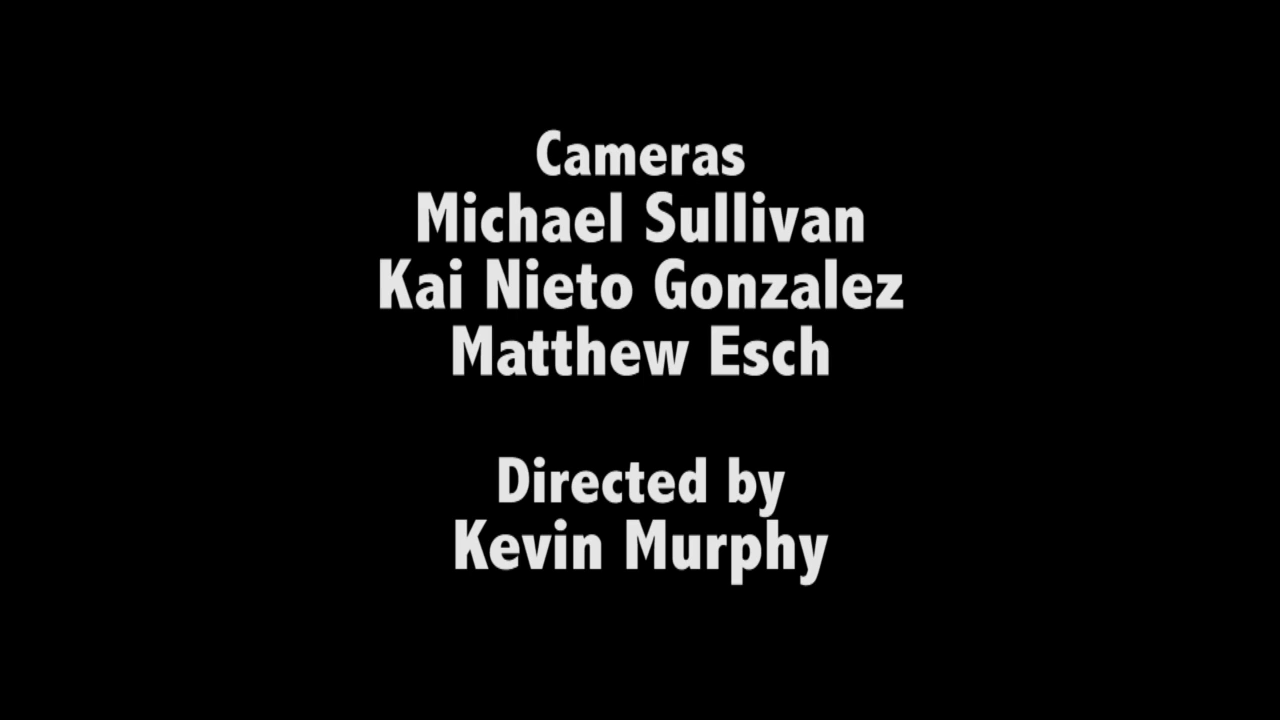 Cameras
Michael Sullivan
Kai Nieto Gonzalez
Matthew Esch
Directed by
Kevin Murphy